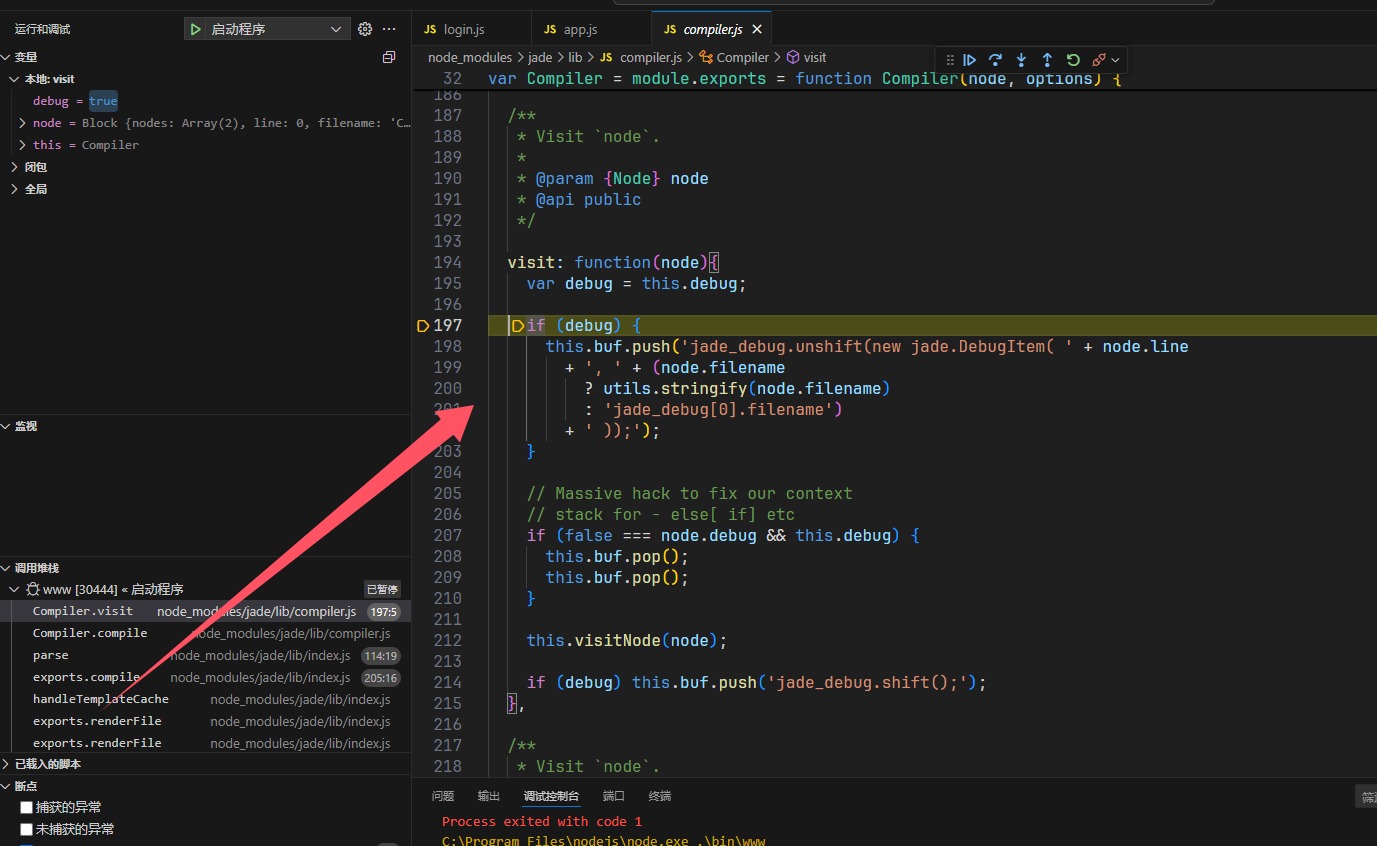 运行和调试
启动程序
变量
本地: visit
debug = true
node = Block {nodes: Array(2), line: 0, filename: 'C…
this = Compiler
闭包
全局
监视
调用堆栈
www [30444] « 启动程序 已暂停
Compiler.visit node_modules/jade/lib/compiler.js 197:5
Compiler.compile node_modules/jade/lib/compiler.js
parse node_modules/jade/lib/index.js 114:19
exports.compile node_modules/jade/lib/index.js 205:16
handleTemplateCache node_modules/jade/lib/index.js
exports.renderFile node_modules/jade/lib/index.js
exports.renderFile node_modules/jade/lib/index.js
已载入的脚本
断点
捕获的异常
未捕获的异常
JS login.js
JS app.js
JS compiler.js
node_modules > jade > lib > JS compiler.js > Compiler > visit
32 var Compiler = module.exports = function Compiler(node, options) {
186
187 /**
188 * Visit `node`.
189 *
190 * @param {Node} node
191 * @api public
192 */
193
194 visit: function(node){
195 var debug = this.debug;
196
197 if (debug) {
198 this.buf.push('jade_debug.unshift(new jade.DebugItem( ' + node.line
199 + ', ' + (node.filename
200 ? utils.stringify(node.filename)
201 : 'jade_debug[0].filename')
+ ' ));');
203 }
204
205 // Massive hack to fix our context
206 // stack for - else[ if] etc
207 if (false === node.debug && this.debug) {
208 this.buf.pop();
209 this.buf.pop();
210 }
211
212 this.visitNode(node);
213
214 if (debug) this.buf.push('jade_debug.shift();');
215 },
216
217 /**
218 * Visit `node`.
问题 输出 调试控制台 端口 终端
Process exited with code 1
C:\Program Files\nodejs\node.exe .\bin\www